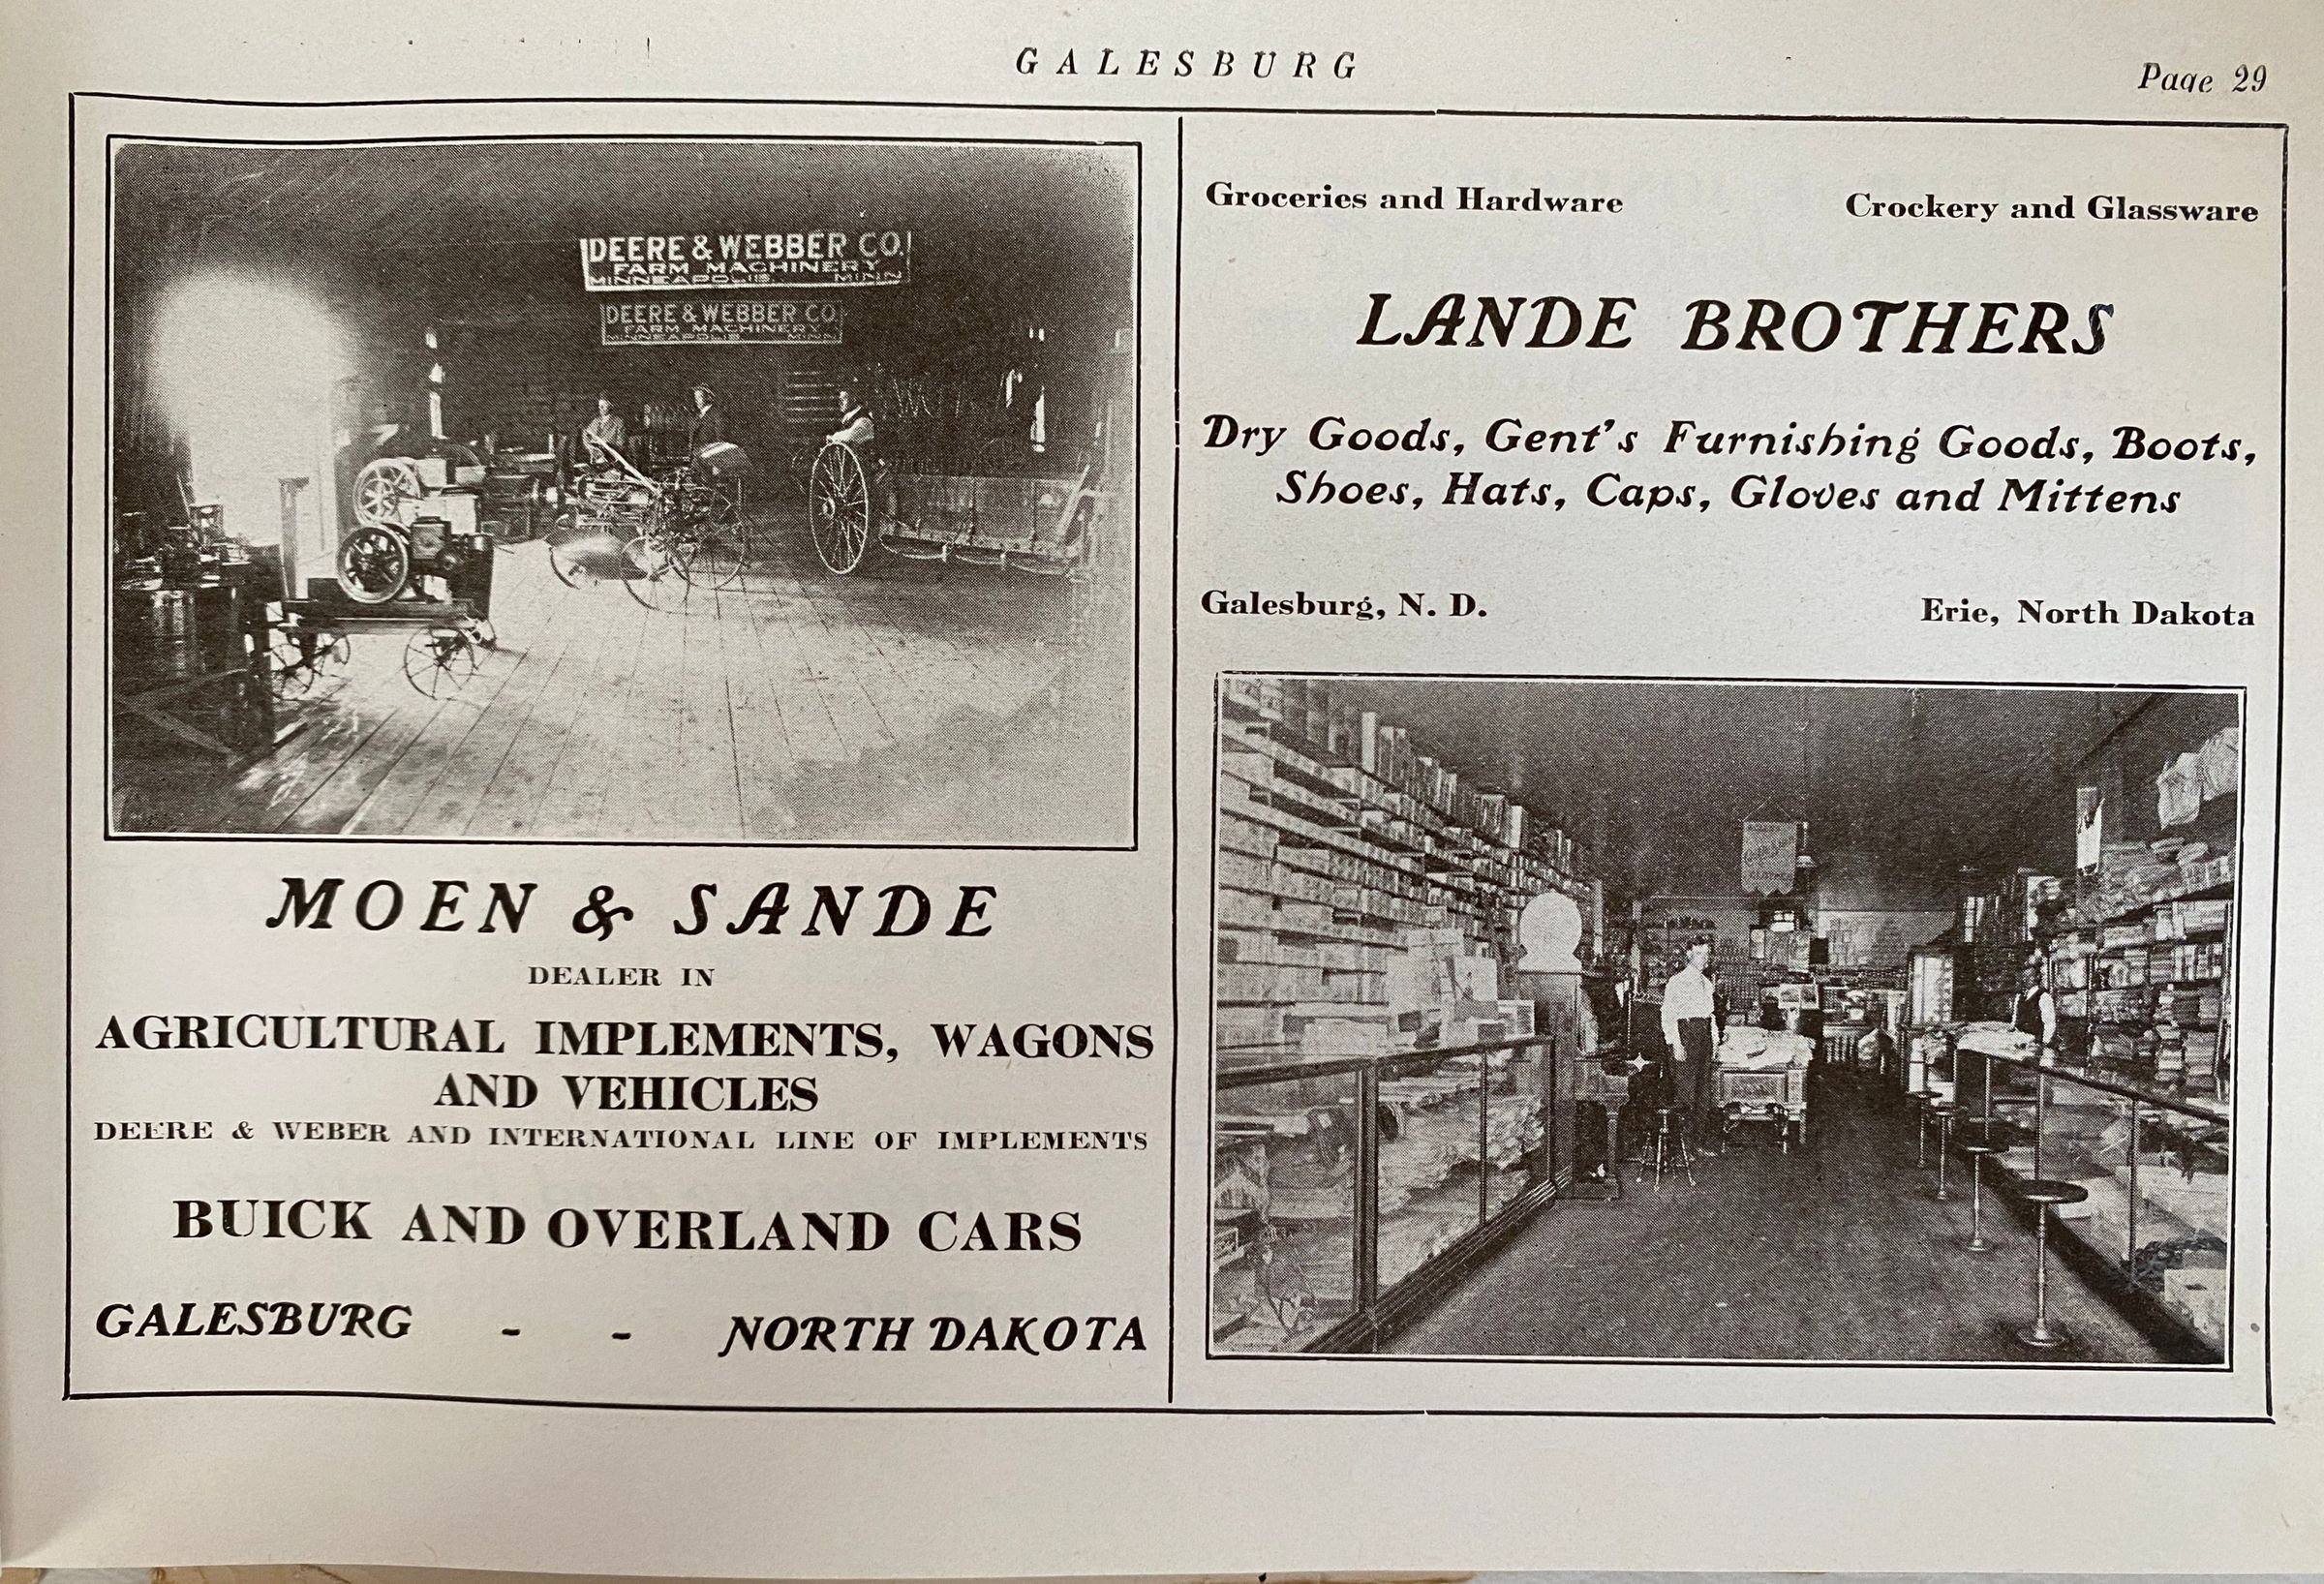 GALESBURG
Page 29
DEERE & WEBBER CO.
FARM MACHINERY
MINNEAPOLIS MINN
DEERE & WEBBER CO.
FARM MACHINERY
MINNEAPOLIS MINN
MOEN & SANDE
DEALER IN
AGRICULTURAL IMPLEMENTS, WAGONS
AND VEHICLES
DEERE & WEBER AND INTERNATIONAL LINE OF IMPLEMENTS
BUICK AND OVERLAND CARS
GALESBURG - - NORTH DAKOTA
Groceries and Hardware Crockery and Glassware
LANDE BROTHERS
Dry Goods, Gent's Furnishing Goods, Boots,
Shoes, Hats, Caps, Gloves and Mittens
Galesburg, N. D. Erie, North Dakota